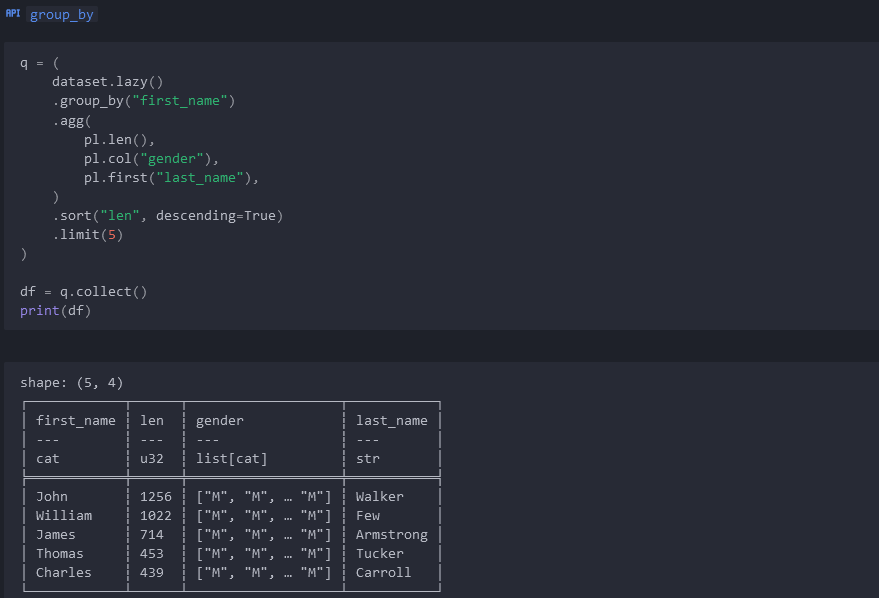 API group_by
q = (
    dataset.lazy()
    .group_by("first_name")
    .agg(
        pl.len(),
        pl.col("gender"),
        pl.first("last_name"),
    )
    .sort("len", descending=True)
    .limit(5)
)
df = q.collect()
print(df)
shape: (5, 4)
┌────────────┬──────┬───────────────────┬───────────┐
│ first_name ┆ len  ┆ gender            ┆ last_name │
│ ---        ┆ ---  ┆ ---               ┆ ---       │
│ cat        ┆ u32  ┆ list[cat]         ┆ str       │
╞════════════╪══════╪═══════════════════╪═══════════╡
│ John       ┆ 1256 ┆ ["M", "M", … "M"] ┆ Walker    │
│ William    ┆ 1022 ┆ ["M", "M", … "M"] ┆ Few       │
│ James      ┆ 714  ┆ ["M", "M", … "M"] ┆ Armstrong │
│ Thomas     ┆ 453  ┆ ["M", "M", … "M"] ┆ Tucker    │
│ Charles    ┆ 439  ┆ ["M", "M", … "M"] ┆ Carroll   │
└────────────┴──────┴───────────────────┴───────────┘